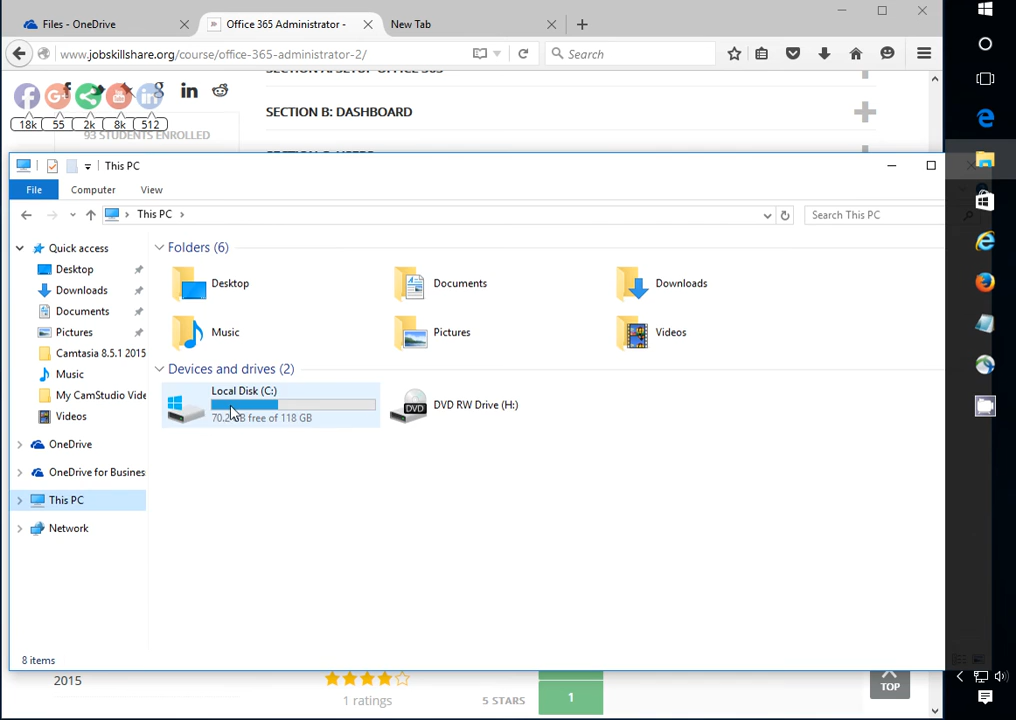 Files - OneDrive
Office 365 Administrator -
New Tab
www.jobskillshare.org/course/office-365-administrator-2/
Search
18k 55 2k 8k 512
93 STUDENTS ENROLLED
SECTION B: DASHBOARD
This PC
File Computer View
This PC
Search This PC
Quick access
Desktop
Downloads
Documents
Pictures
Camtasia 8.5.1 2015
Music
My CamStudio Vide
Videos
OneDrive
OneDrive for Busines
This PC
Network
Folders (6)
Desktop Documents Downloads
Music Pictures Videos
Devices and drives (2)
Local Disk (C:)
free of 118 GB
DVD
DVD RW Drive (H:)
8 items
2015
1 ratings
5 STARS
1
TOP